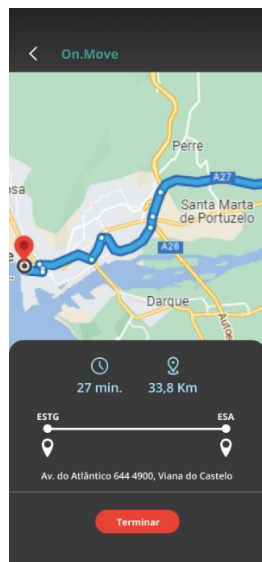 On.Move
Perre
A27
Santa Marta
de Portuzelo
A28
Darque
27 min.
33,8 Km
ESTG
ESA
Av. do Atlântico 644 4900, Viana do Castelo
Terminar